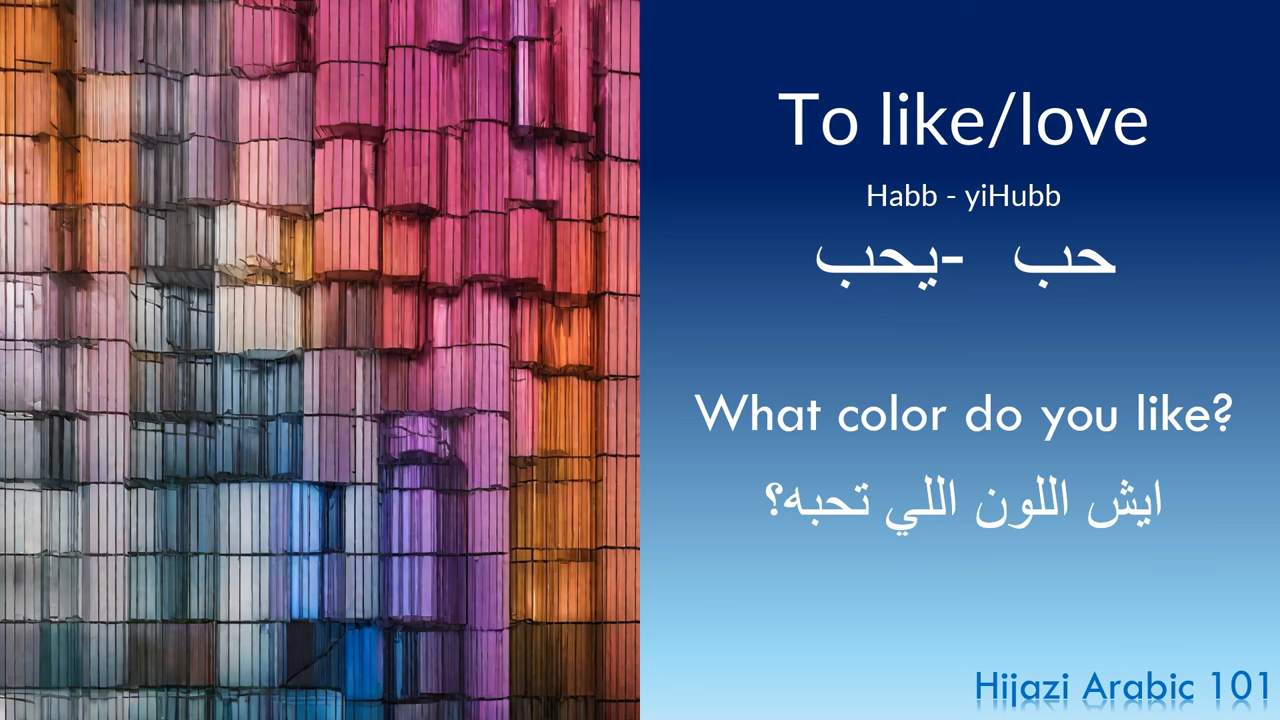 To like/love
Habb - yiHubb
حب -يحب
What color do you like?
ايش اللون اللي تحبه؟
Hijazi Arabic 101